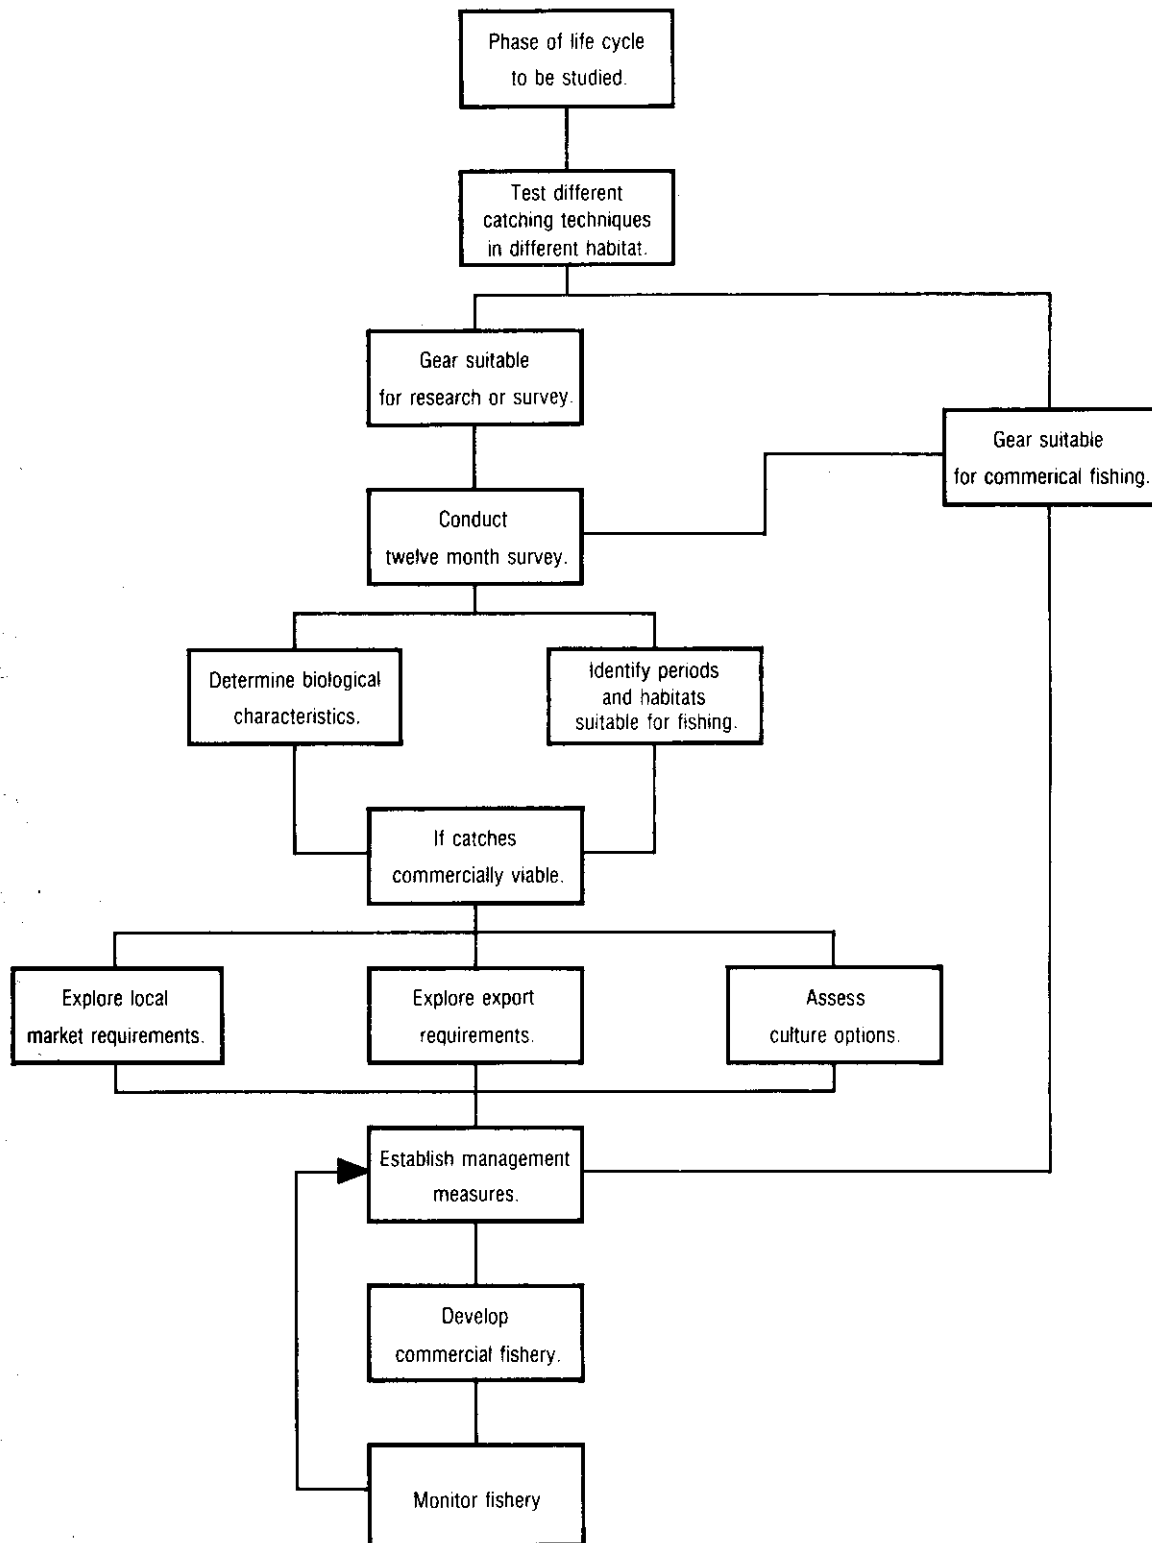 Phase of life cycle
to be studied.
Test different
catching techniques
in different habitat.
Gear suitable
for research or survey.
Gear suitable
for commerical fishing.
Conduct
twelve month survey.
Determine biological
characteristics.
Identify periods
and habitats
suitable for fishing.
If catches
commercially viable.
Explore local
market requirements.
Explore export
requirements.
Assess
culture options.
Establish management
measures.
Develop
commercial fishery.
Monitor fishery